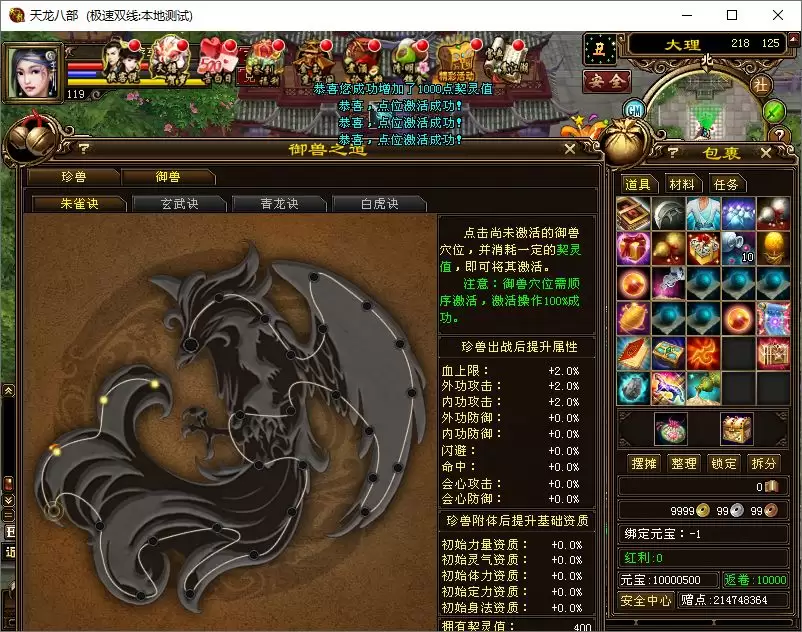 天龙八部 (极速双线:本地测试)
丑
大理 218 125
北
安全
社
GM
119
精彩活动
恭喜您成功增加了1000点契灵值
恭喜，点位激活成功!
恭喜，点位激活成功!
恭喜，点位激活成功!
? 御兽之道
? 包裹
珍兽 御兽
朱雀诀 玄武诀 青龙诀 白虎诀
点击尚未激活的御兽
穴位，并消耗一定的契灵
值，即可将其激活。
注意：御兽穴位需顺
序激活，激活操作100%成
功。
珍兽出战后提升属性
血上限： +2.0%
外功攻击： +2.0%
内功攻击： +2.0%
外功防御： +0.0%
内功防御： +0.0%
闪避： +0.0%
命中： +0.0%
会心攻击： +0.0%
会心防御： +0.0%
珍兽附体后提升基础资质
初始力量资质： +0.0%
初始灵气资质： +0.0%
初始体力资质： +0.0%
初始定力资质： +0.0%
初始身法资质： +0.0%
拥有契灵值： 400
道具 材料 任务
10
摆摊 整理 锁定 拆分
0
9999 99 99
绑定元宝：-1
红利:0
元宝:10000500 返卷:10000
安全中心 赠点:214748364